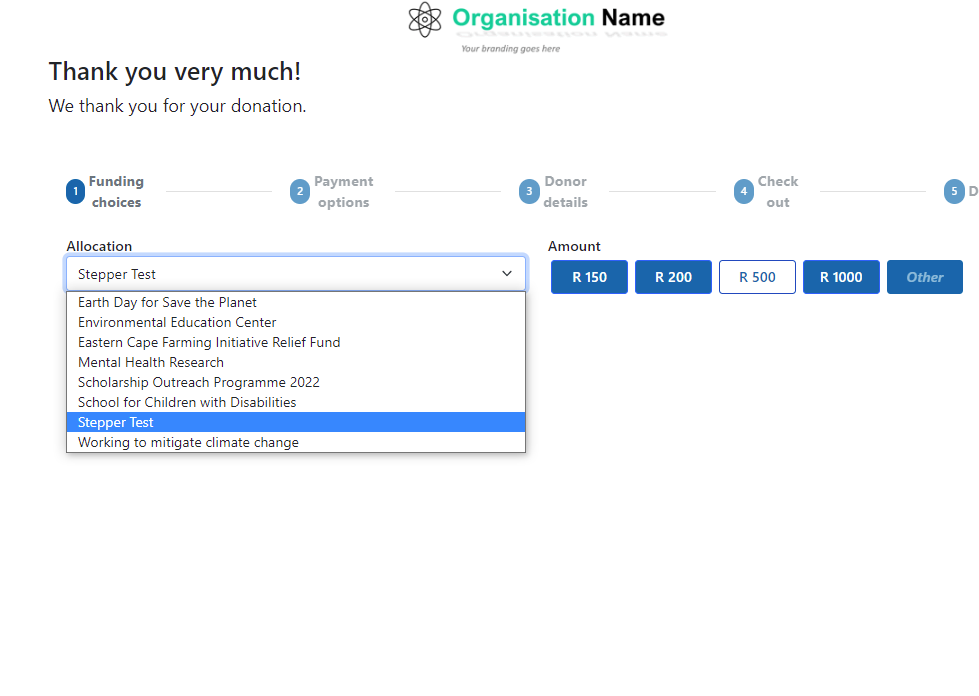 Organisation Name
Your branding goes here
Thank you very much!
We thank you for your donation.
1 Funding choices
2 Payment options
3 Donor details
4 Check out
5 D
Allocation
Stepper Test
Earth Day for Save the Planet
Environmental Education Center
Eastern Cape Farming Initiative Relief Fund
Mental Health Research
Scholarship Outreach Programme 2022
School for Children with Disabilities
Stepper Test
Working to mitigate climate change
Amount
R 150 R 200 R 500 R 1000 Other